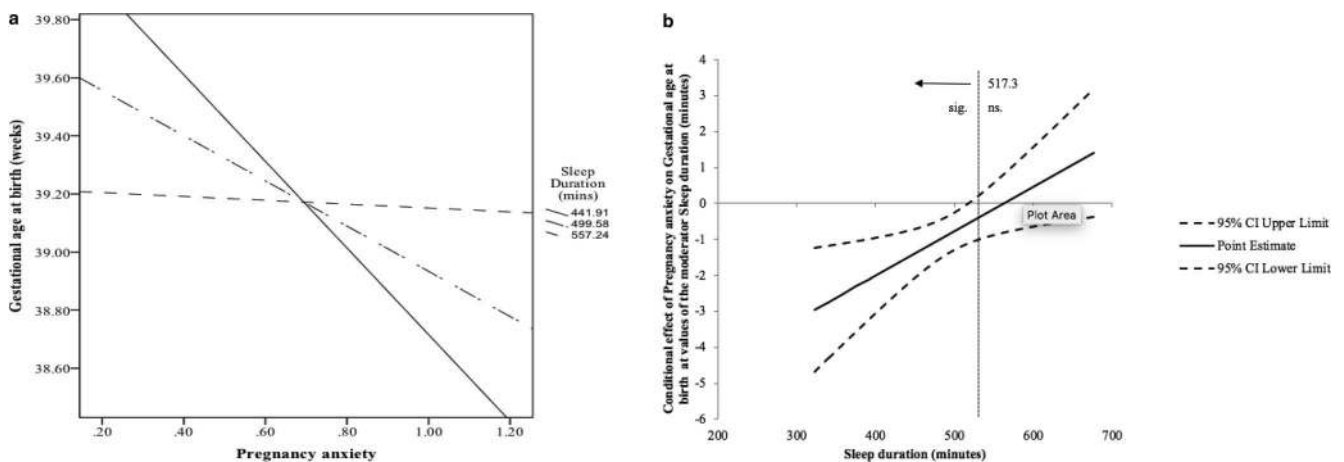 a
39.80
39.60
39.40
39.20
39.00
38.80
38.60
Gestational age at birth (weeks)
.20 .40 .60 .80 1.00 1.20
Pregnancy anxiety
Sleep
Duration
(mins)
441.91
499.58
557.24
b
Conditional effect of Pregnancy anxiety on Gestational age at
birth at values of the moderator Sleep duration (minutes)
4
3
2
1
0
-1
-2
-3
-4
-5
-6
517.3
sig. ns.
Plot Area
200 300 400 500 600 700
Sleep duration (minutes)
95% CI Upper Limit
Point Estimate
95% CI Lower Limit